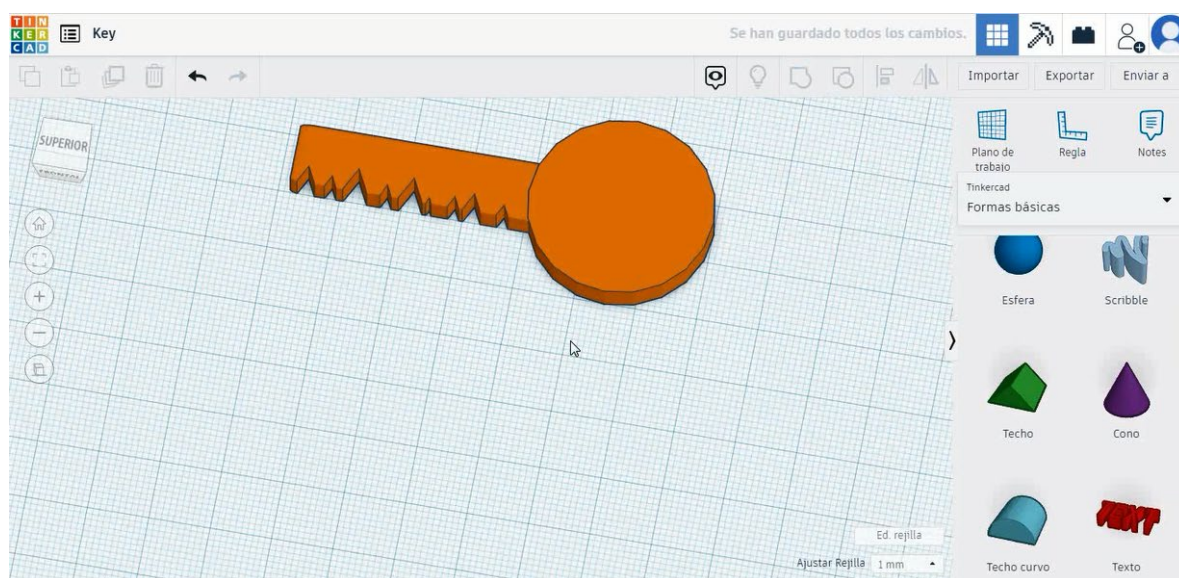 TIN
KER
CAD
Key
Se han guardado todos los cambios.
Importar
Exportar
Enviar a
SUPERIOR
Plano de
trabajo
Regla
Notes
Tinkercad
Formas básicas
Esfera
Scribble
Techo
Cono
TEXT
Techo curvo
Texto
Ed. rejilla
Ajustar Rejilla
1 mm